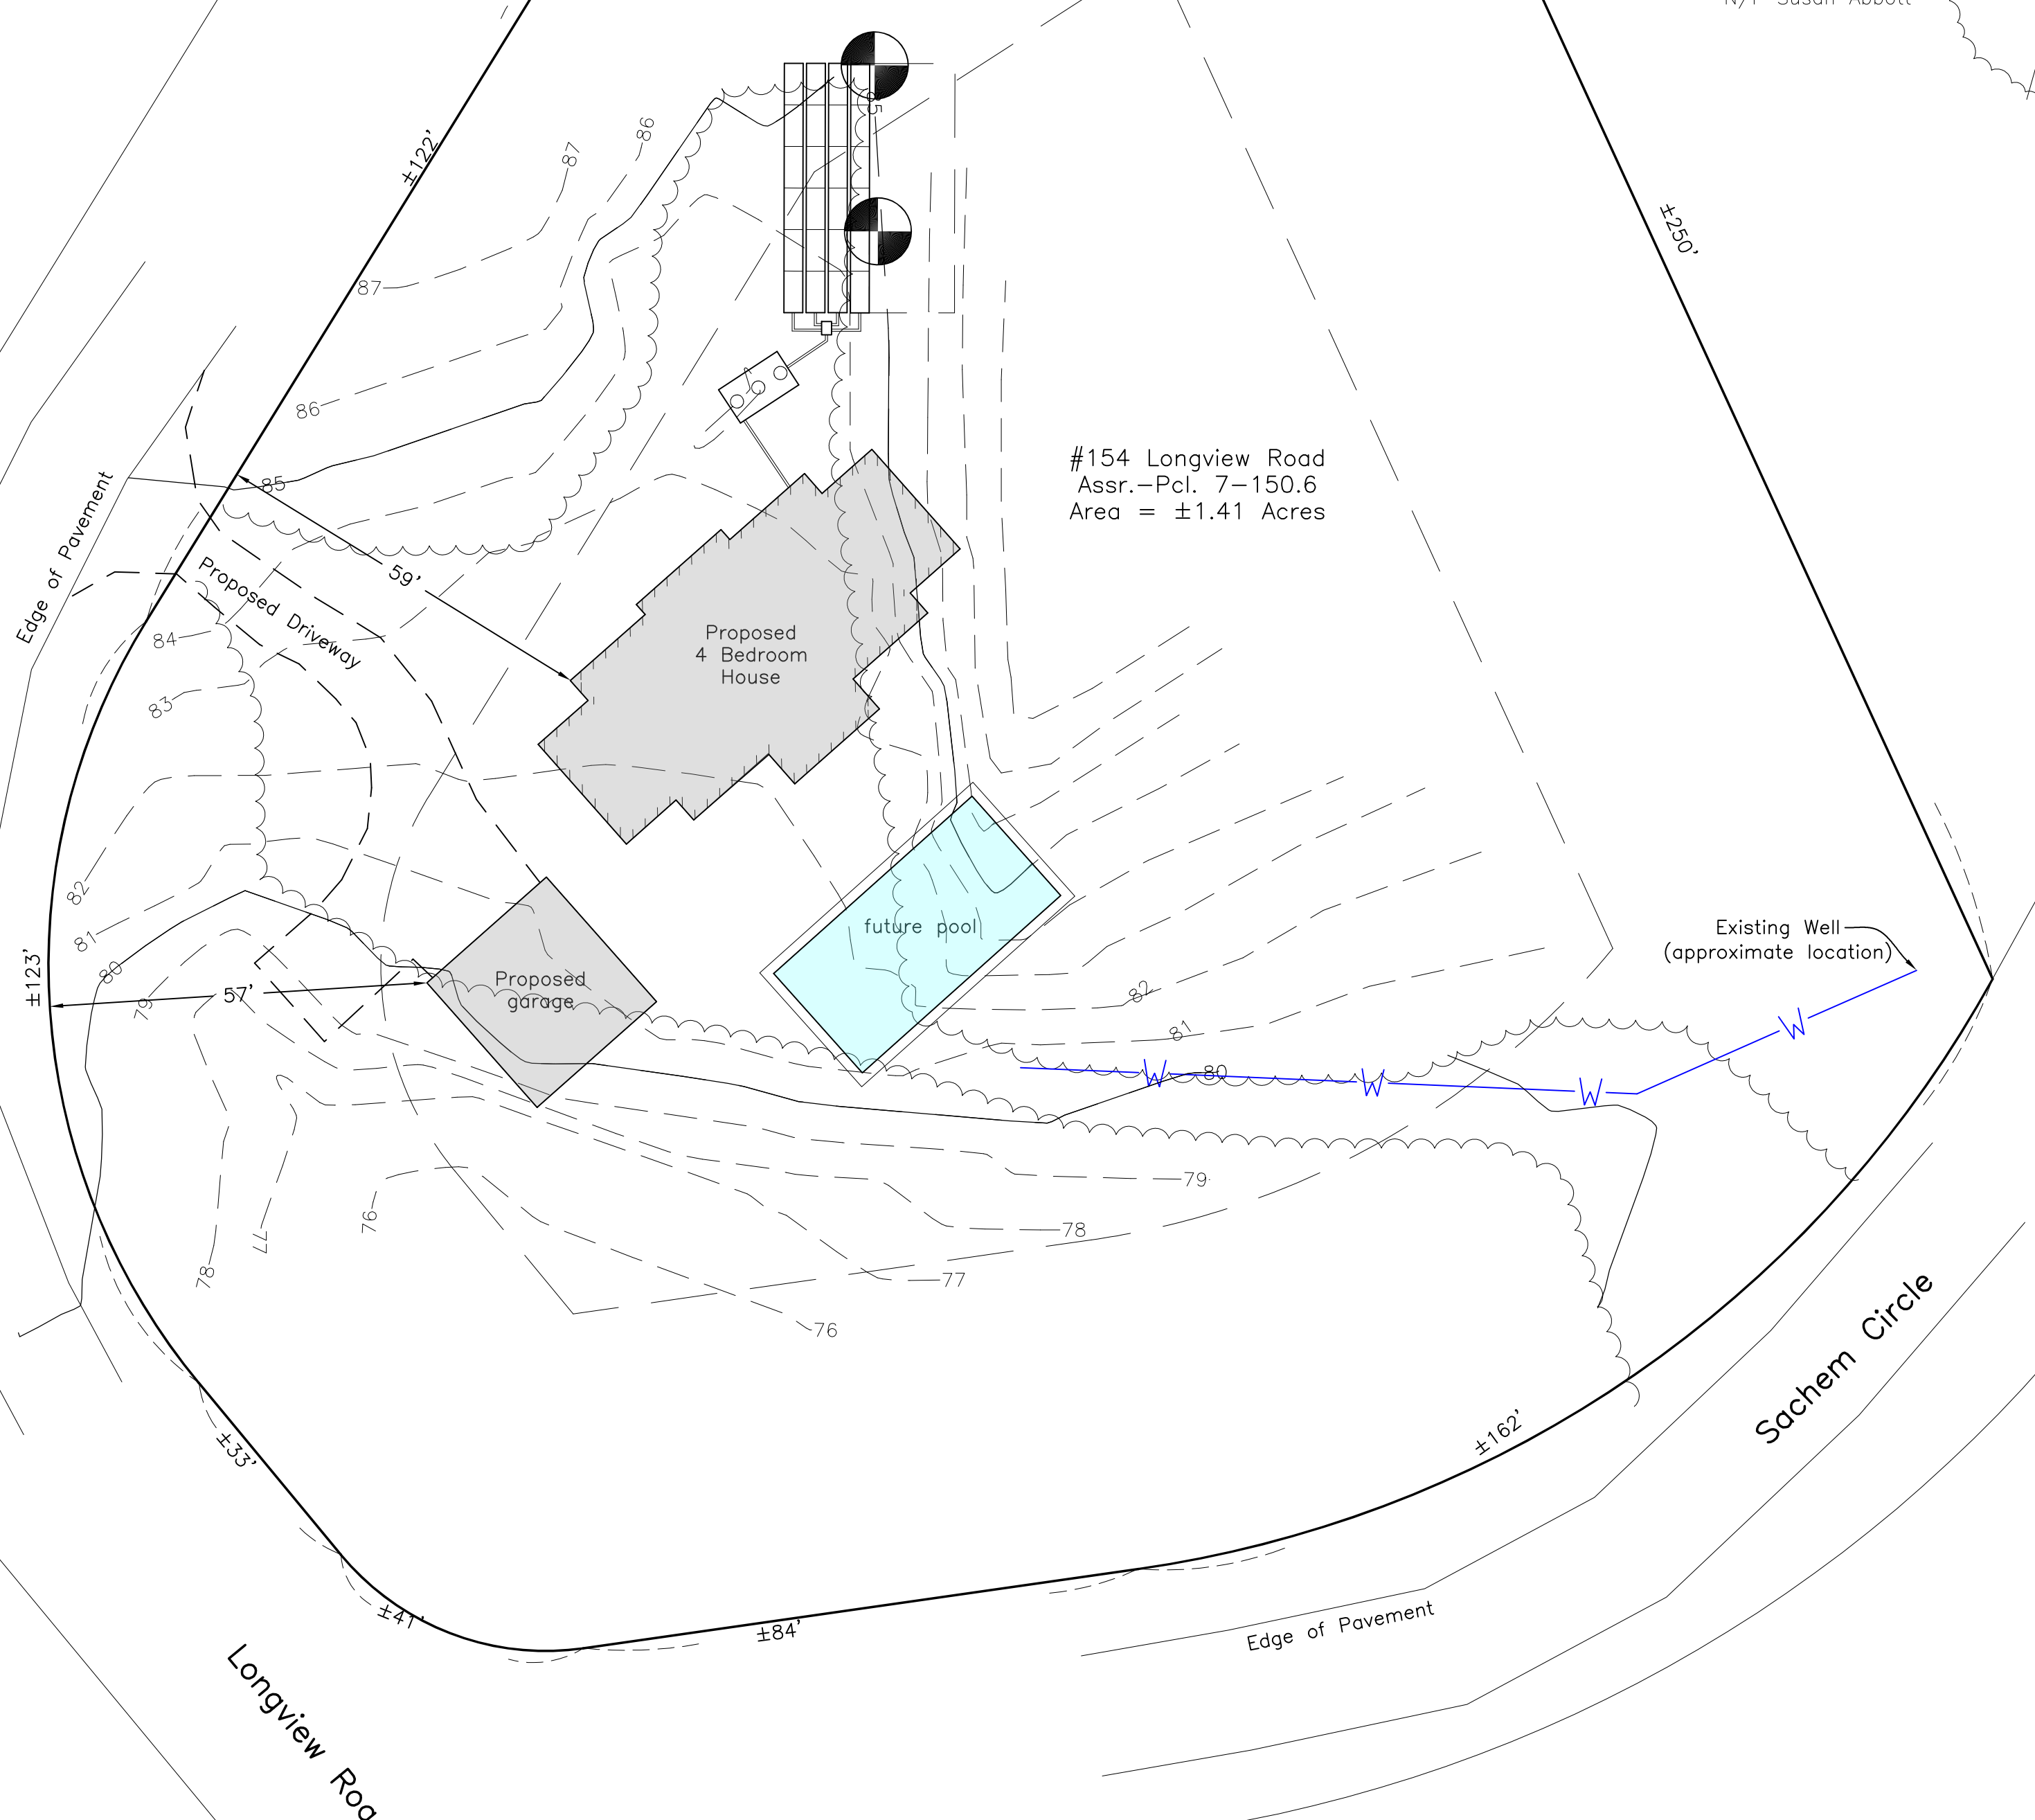 N/F Susan Abbott
±122'
87
86
±250'
87
86
85
#154 Longview Road
Assr.-Pcl. 7-150.6
Area = ±1.41 Acres
Edge of Pavement
Proposed Driveway
59'
84
83
Proposed
4 Bedroom
House
82
81
80
79
±123'
57'
Proposed
garage
future pool
Existing Well
(approximate location)
82
81
80
W
W
W
W
79
78
77
76
78
77
76
Sachem Circle
±162'
±33'
±41'
±84'
Edge of Pavement
Longview Roa